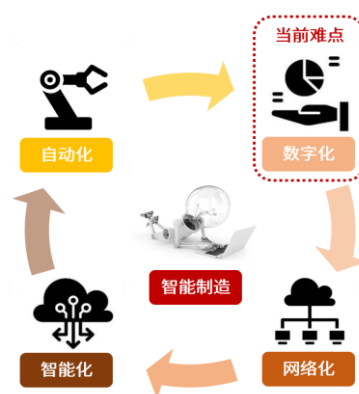 当前难点
自动化
数字化
智能制造
智能化
网络化